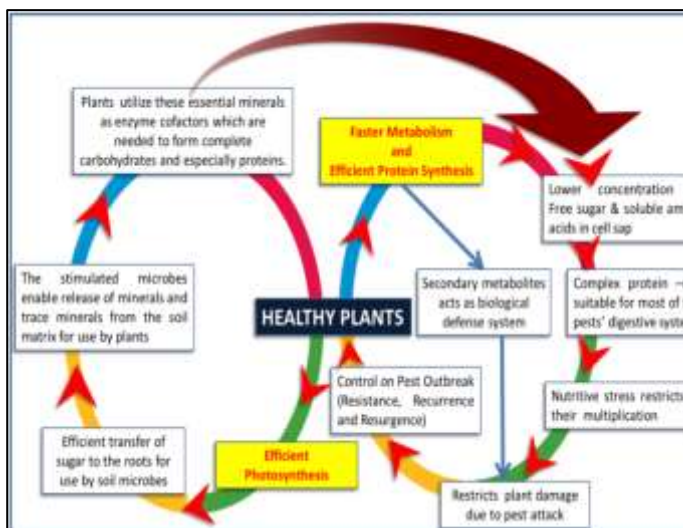 Plants utilize these essential minerals
as enzyme cofactors which are
needed to form complete
carbohydrates and especially proteins.
Faster Metabolism
and
Efficient Protein Synthesis
Lower concentration
Free sugar & soluble am
acids in cell sap
The stimulated microbes
enable release of minerals and
trace minerals from the soil
matrix for use by plants
HEALTHY PLANTS
Secondary metabolites
acts as biological
defense system
Complex protein –
suitable for most of
pests' digestive syste
Control on Pest Outbreak
(Resistance, Recurrence
and Resurgence)
Nutritive stress restricts
their multiplication
Efficient transfer of
sugar to the roots for
use by soil microbes
Efficient
Photosynthesis
Restricts plant damage
due to pest attack